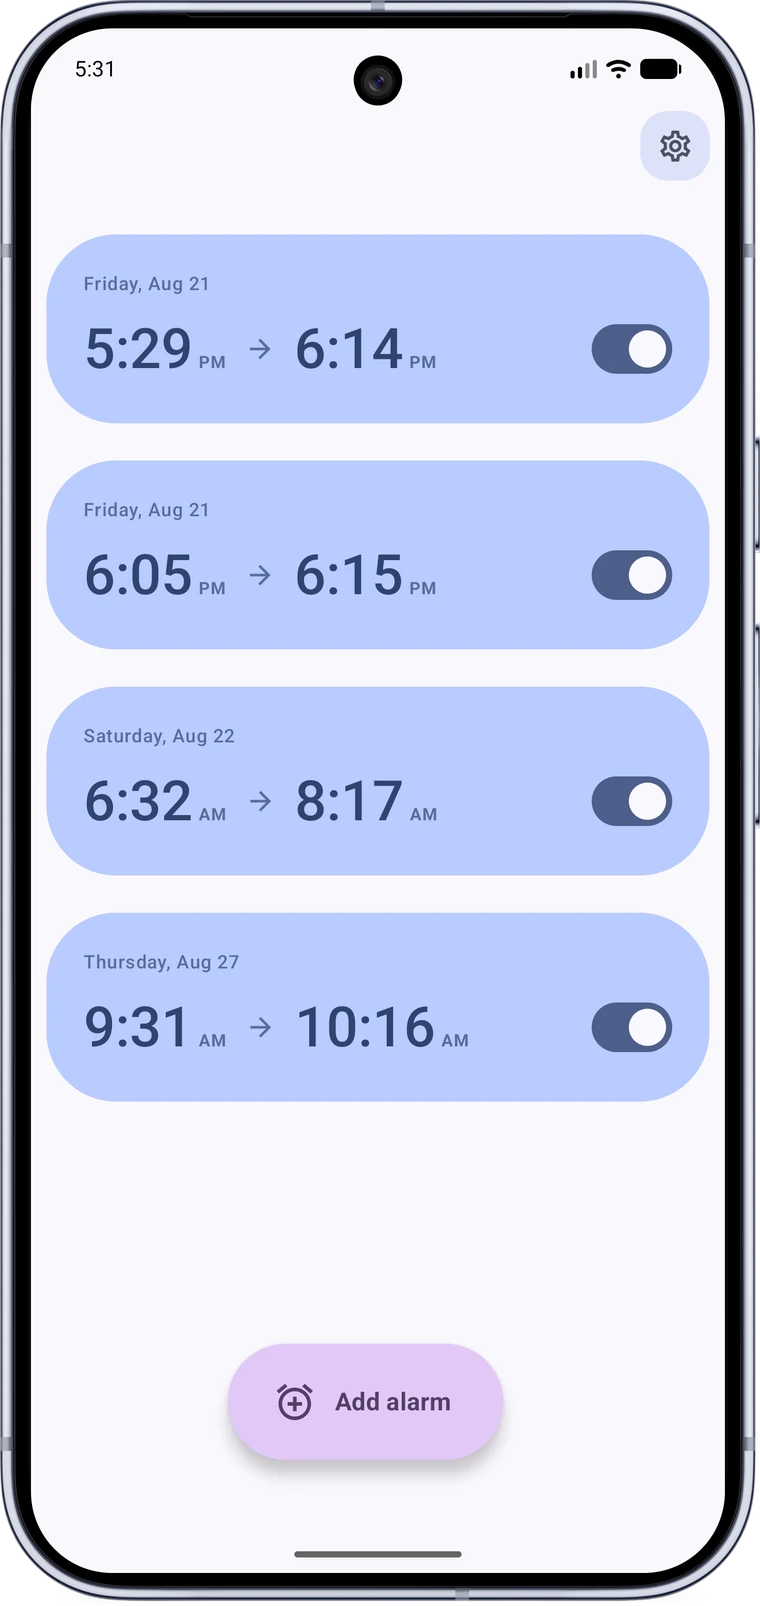 5:31
Friday, Aug 21
5:29 PM → 6:14 PM
Friday, Aug 21
6:05 PM → 6:15 PM
Saturday, Aug 22
6:32 AM → 8:17 AM
Thursday, Aug 27
9:31 AM → 10:16 AM
Add alarm